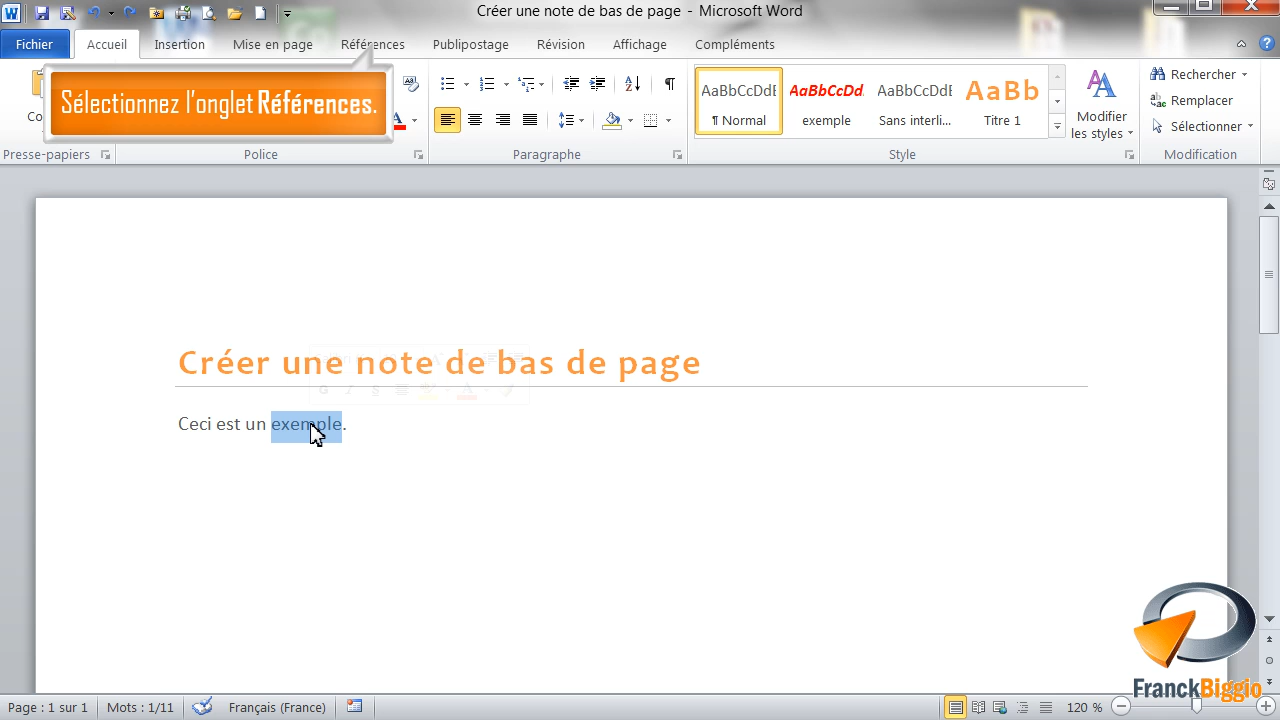 Créer une note de bas de page - Microsoft Word
Fichier
Accueil
Insertion
Mise en page
Références
Publipostage
Révision
Affichage
Compléments
Sélectionnez l'onglet Références.
Co
AaBbCcDdE
AaBbCcDd
AaBbCcDdE
AaBb
¶ Normal
exemple
Sans interli...
Titre 1
Modifier
les styles
Rechercher
Remplacer
Sélectionner
Presse-papiers
Police
Paragraphe
Style
Modification
Créer une note de bas de page
Ceci est un exemple.
FranckBiggio
Page : 1 sur 1
Mots : 1/11
Français (France)
120 %